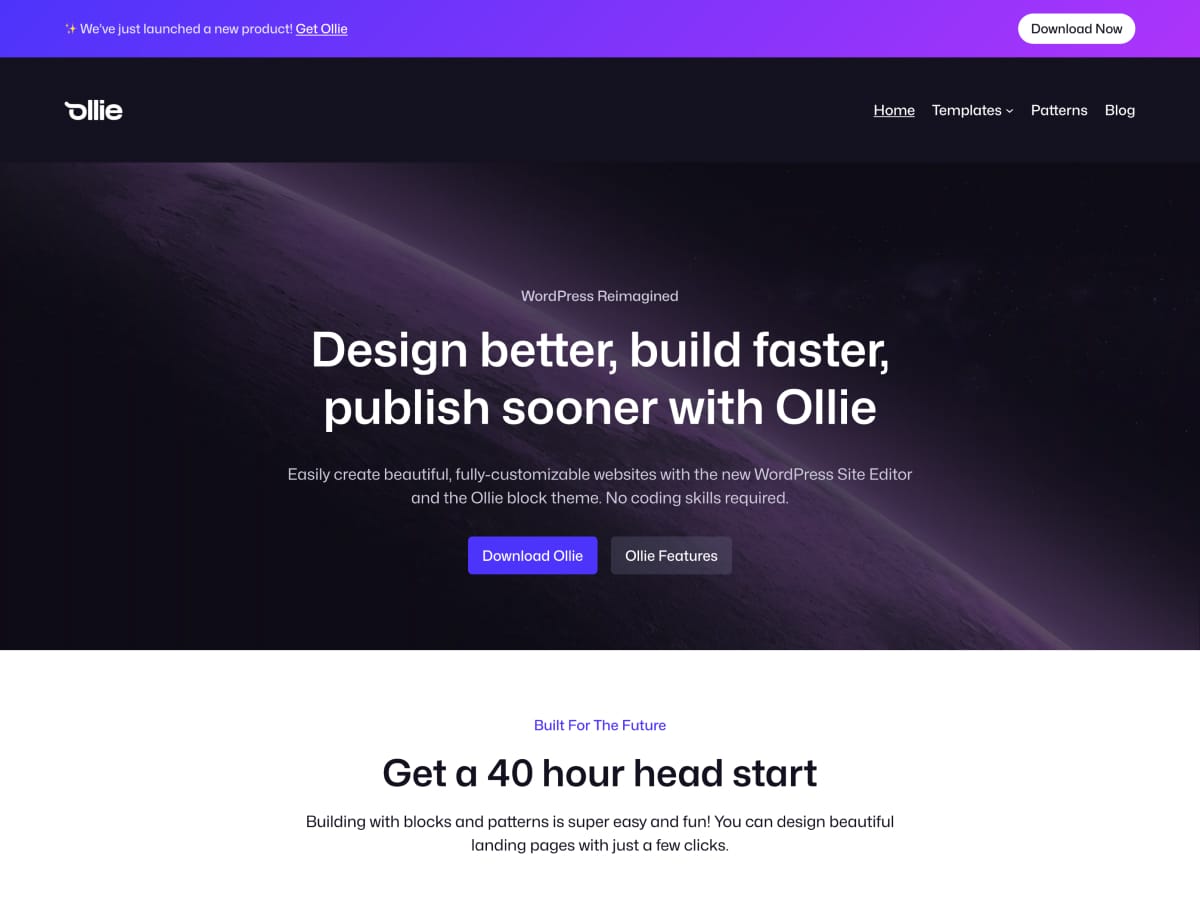 ✨ We've just launched a new product! Get Ollie
Download Now
ollie
Home
Templates
Patterns
Blog
WordPress Reimagined
Design better, build faster,
publish sooner with Ollie
Easily create beautiful, fully-customizable websites with the new WordPress Site Editor
and the Ollie block theme. No coding skills required.
Download Ollie
Ollie Features
Built For The Future
Get a 40 hour head start
Building with blocks and patterns is super easy and fun! You can design beautiful
landing pages with just a few clicks.